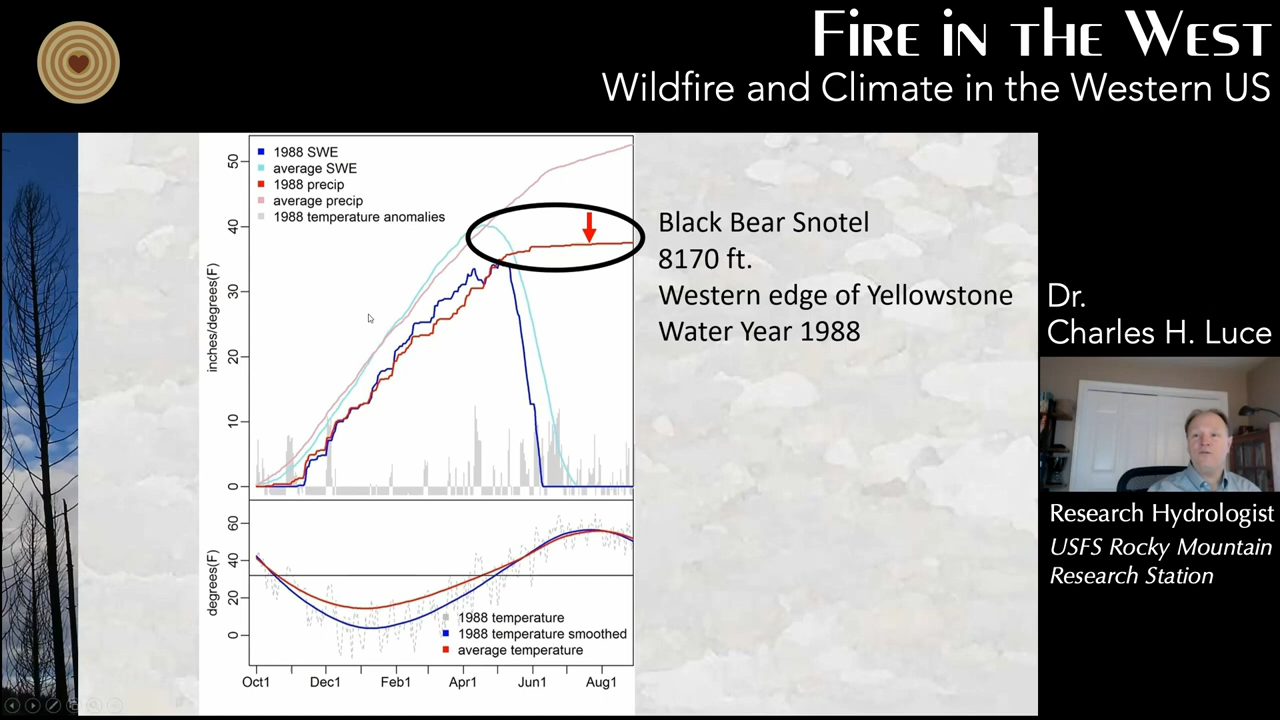 FIRE IN THE WEST
Wildfire and Climate in the Western US
1988 SWE
average SWE
1988 precip
average precip
1988 temperature anomalies
50
40
30
20
10
0
inches/degrees(F)
Black Bear Snotel
8170 ft.
Western edge of Yellowstone
Water Year 1988
60
40
20
0
degrees(F)
1988 temperature
1988 temperature smoothed
average temperature
Oct1 Dec1 Feb1 Apr1 Jun1 Aug1
Dr.
Charles H. Luce
Research Hydrologist
USFS Rocky Mountain
Research Station